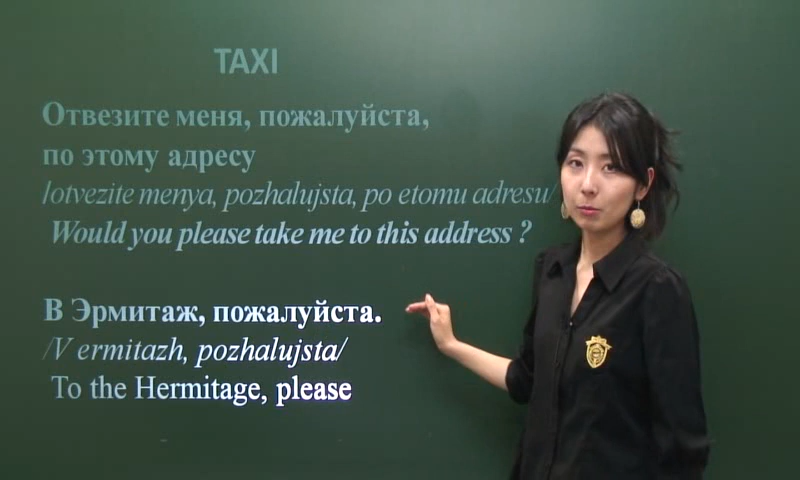 TAXI
Отвезите меня, пожалуйста,
по этому адресу
/otvezite menya, pozhalujsta, po etomu adresu/
Would you please take me to this address ?
В Эрмитаж, пожалуйста.
/V ermitazh, pozhalujsta/
To the Hermitage, please